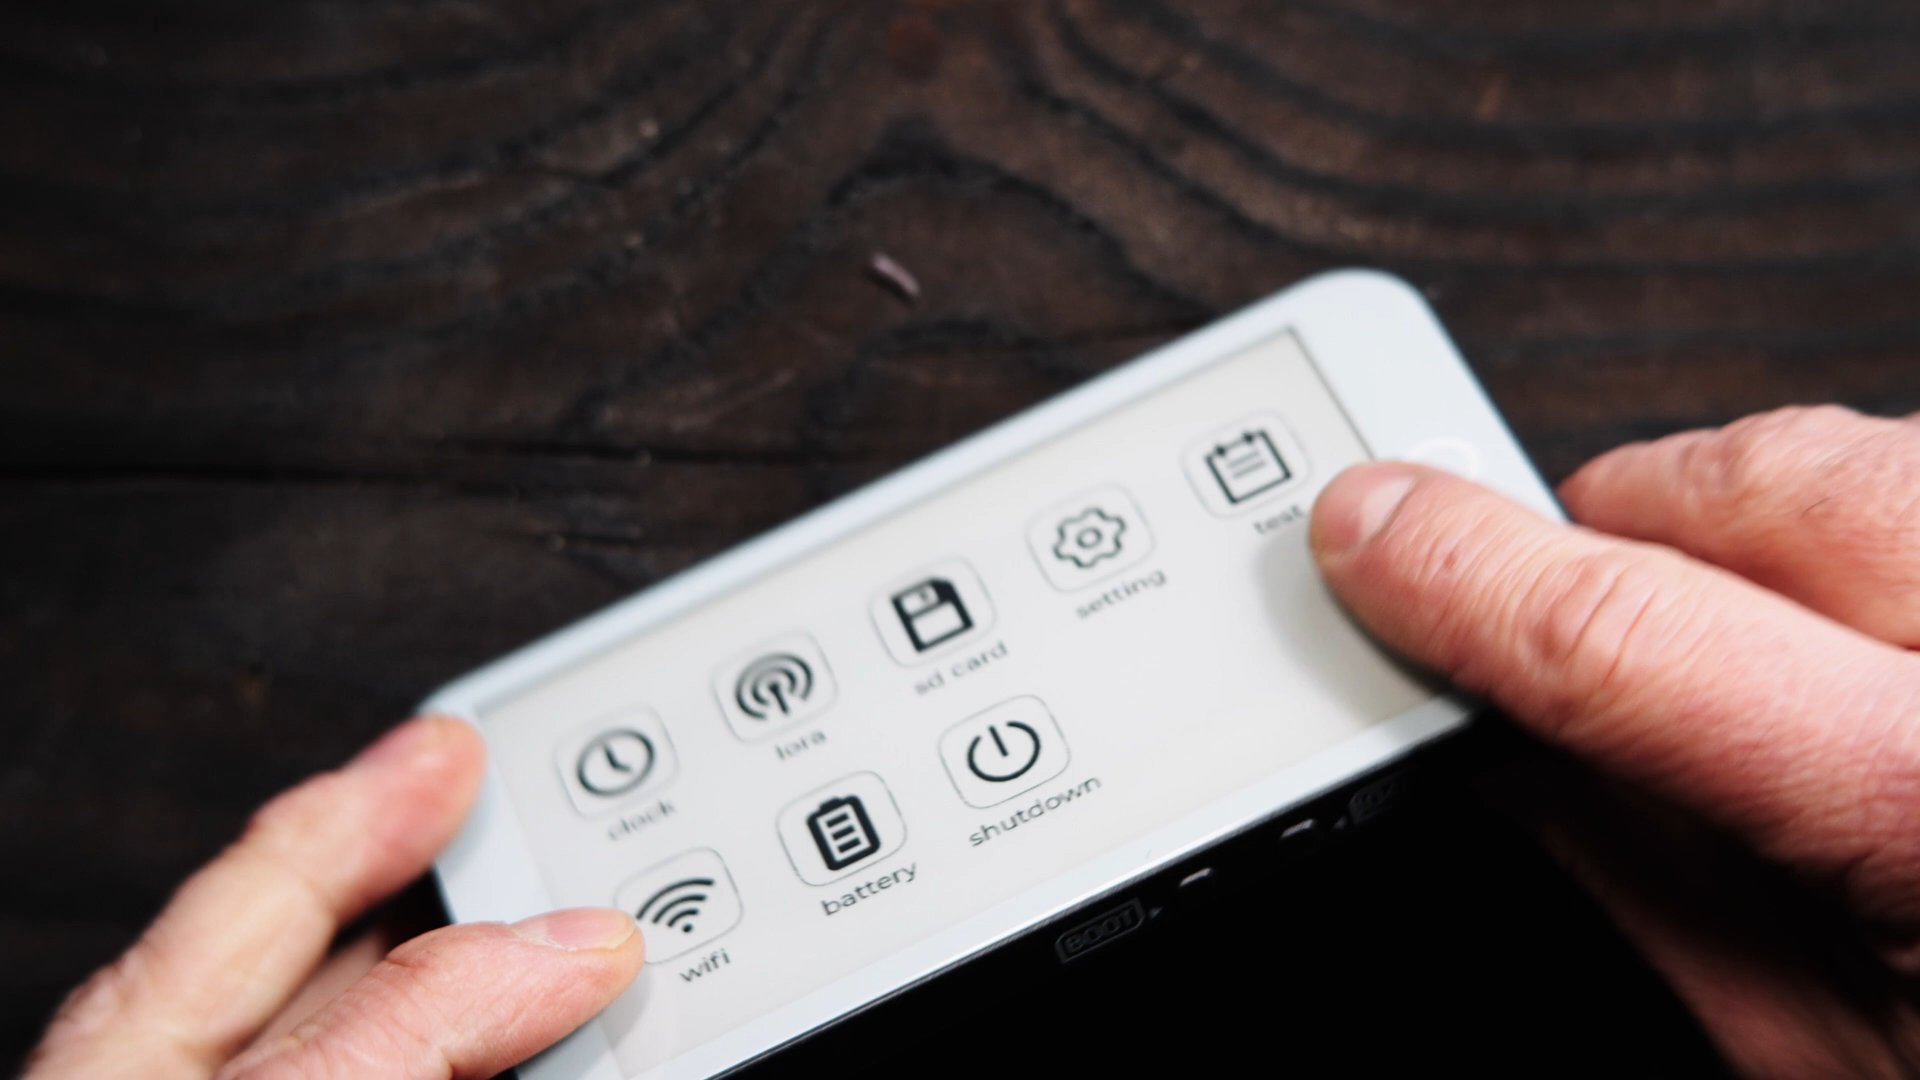 clock
lora
sd card
setting
test
wifi
battery
shutdown
BOOT